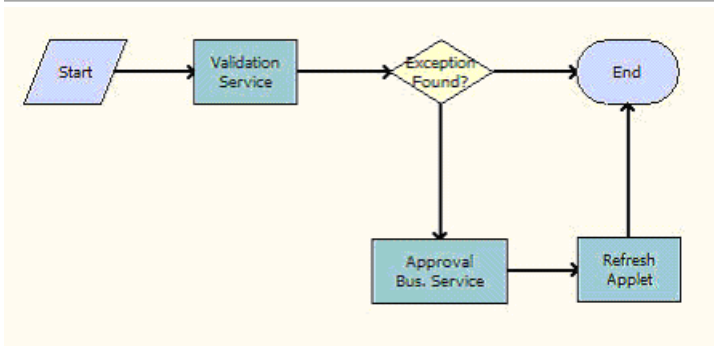 Start
Validation
Service
Exception
Found?
End
Approval
Bus. Service
Refresh
Applet